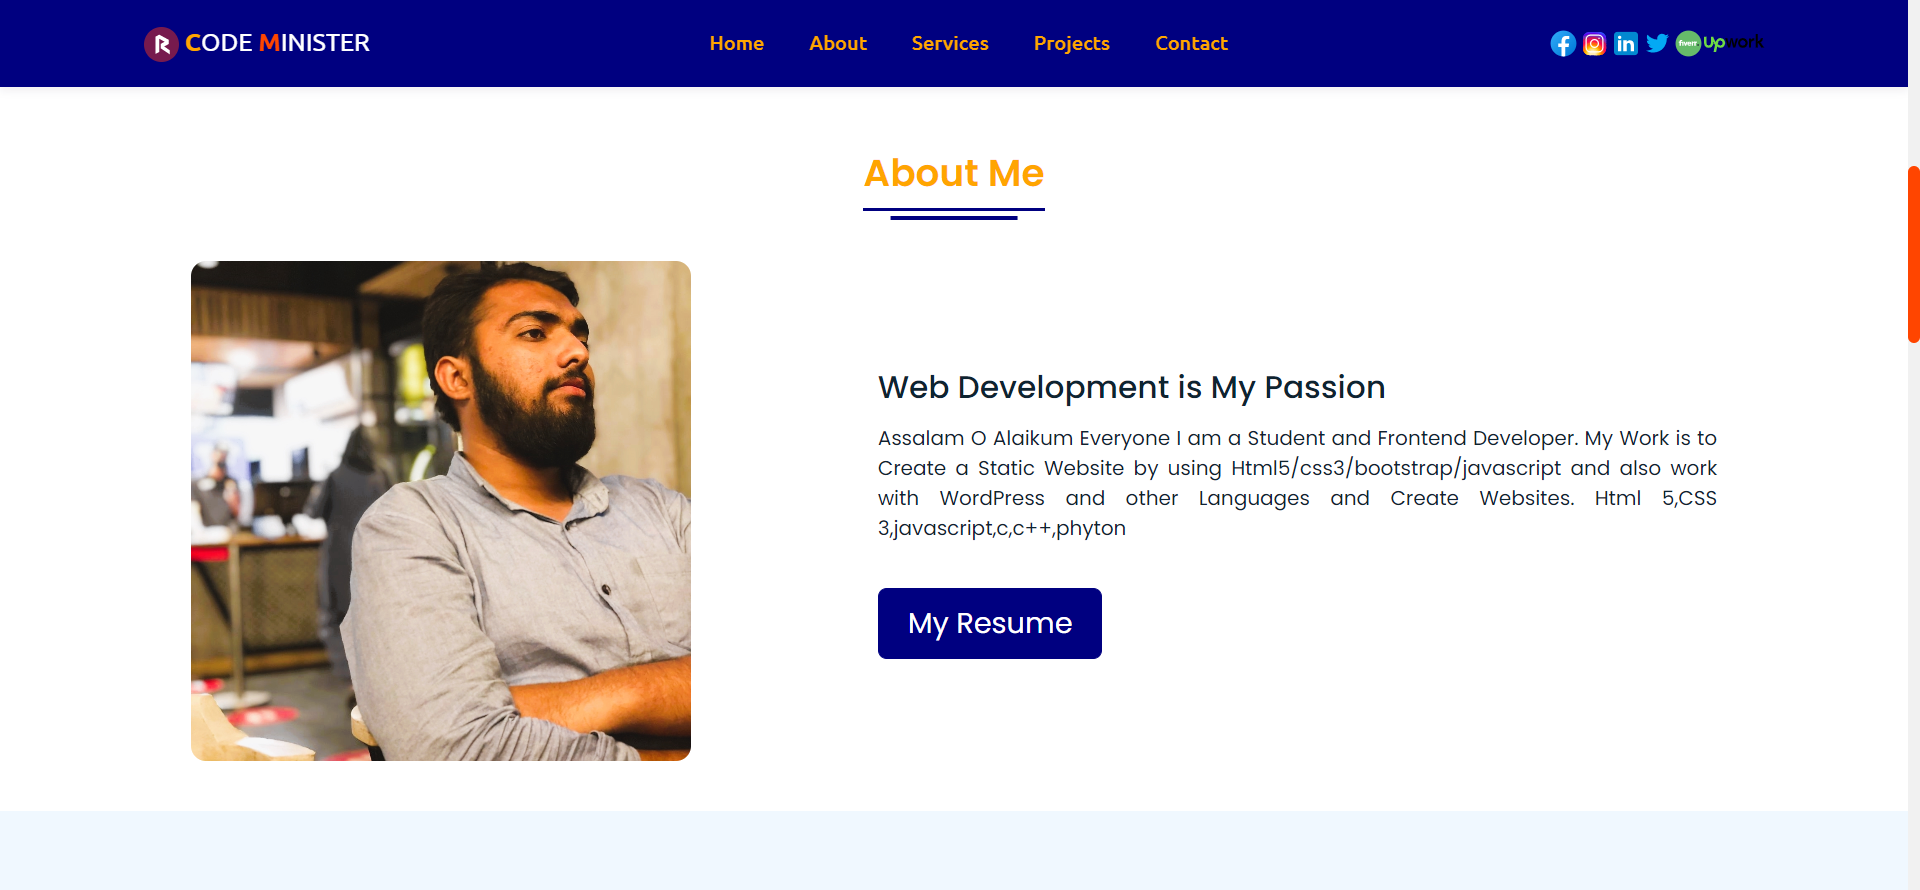 R CODE MINISTER Home About Services Projects Contact fiverr Upwork
About Me
Web Development is My Passion
Assalam O Alaikum Everyone I am a Student and Frontend Developer. My Work is to
Create a Static Website by using Html5/css3/bootstrap/javascript and also work
with WordPress and other Languages and Create Websites. Html 5,CSS
3,javascript,c,c++,phyton
My Resume